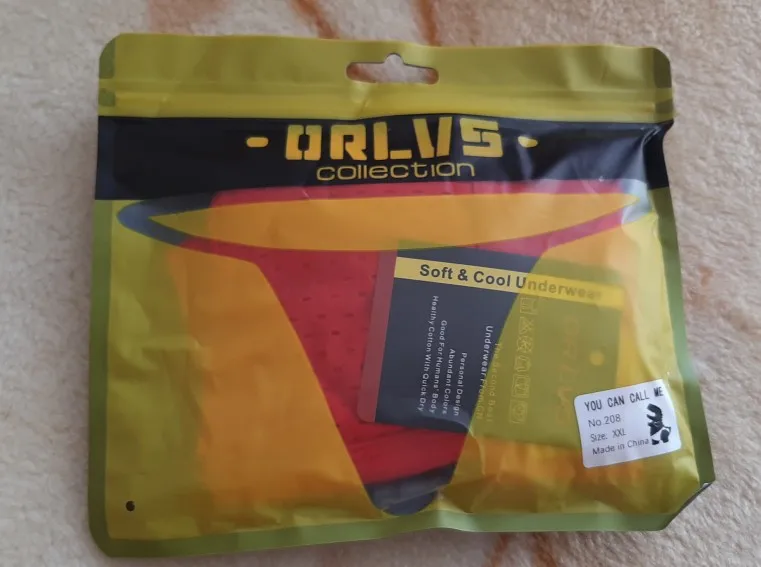 ORLVS
collection
Soft & Cool Underwear
Underwear From
Personal Design
Abundant Colors
Good For Humans' Body
Healthy Cotton With Quick Dry
YOU CAN CALL ME
No.208
Size: XXL
Made in China